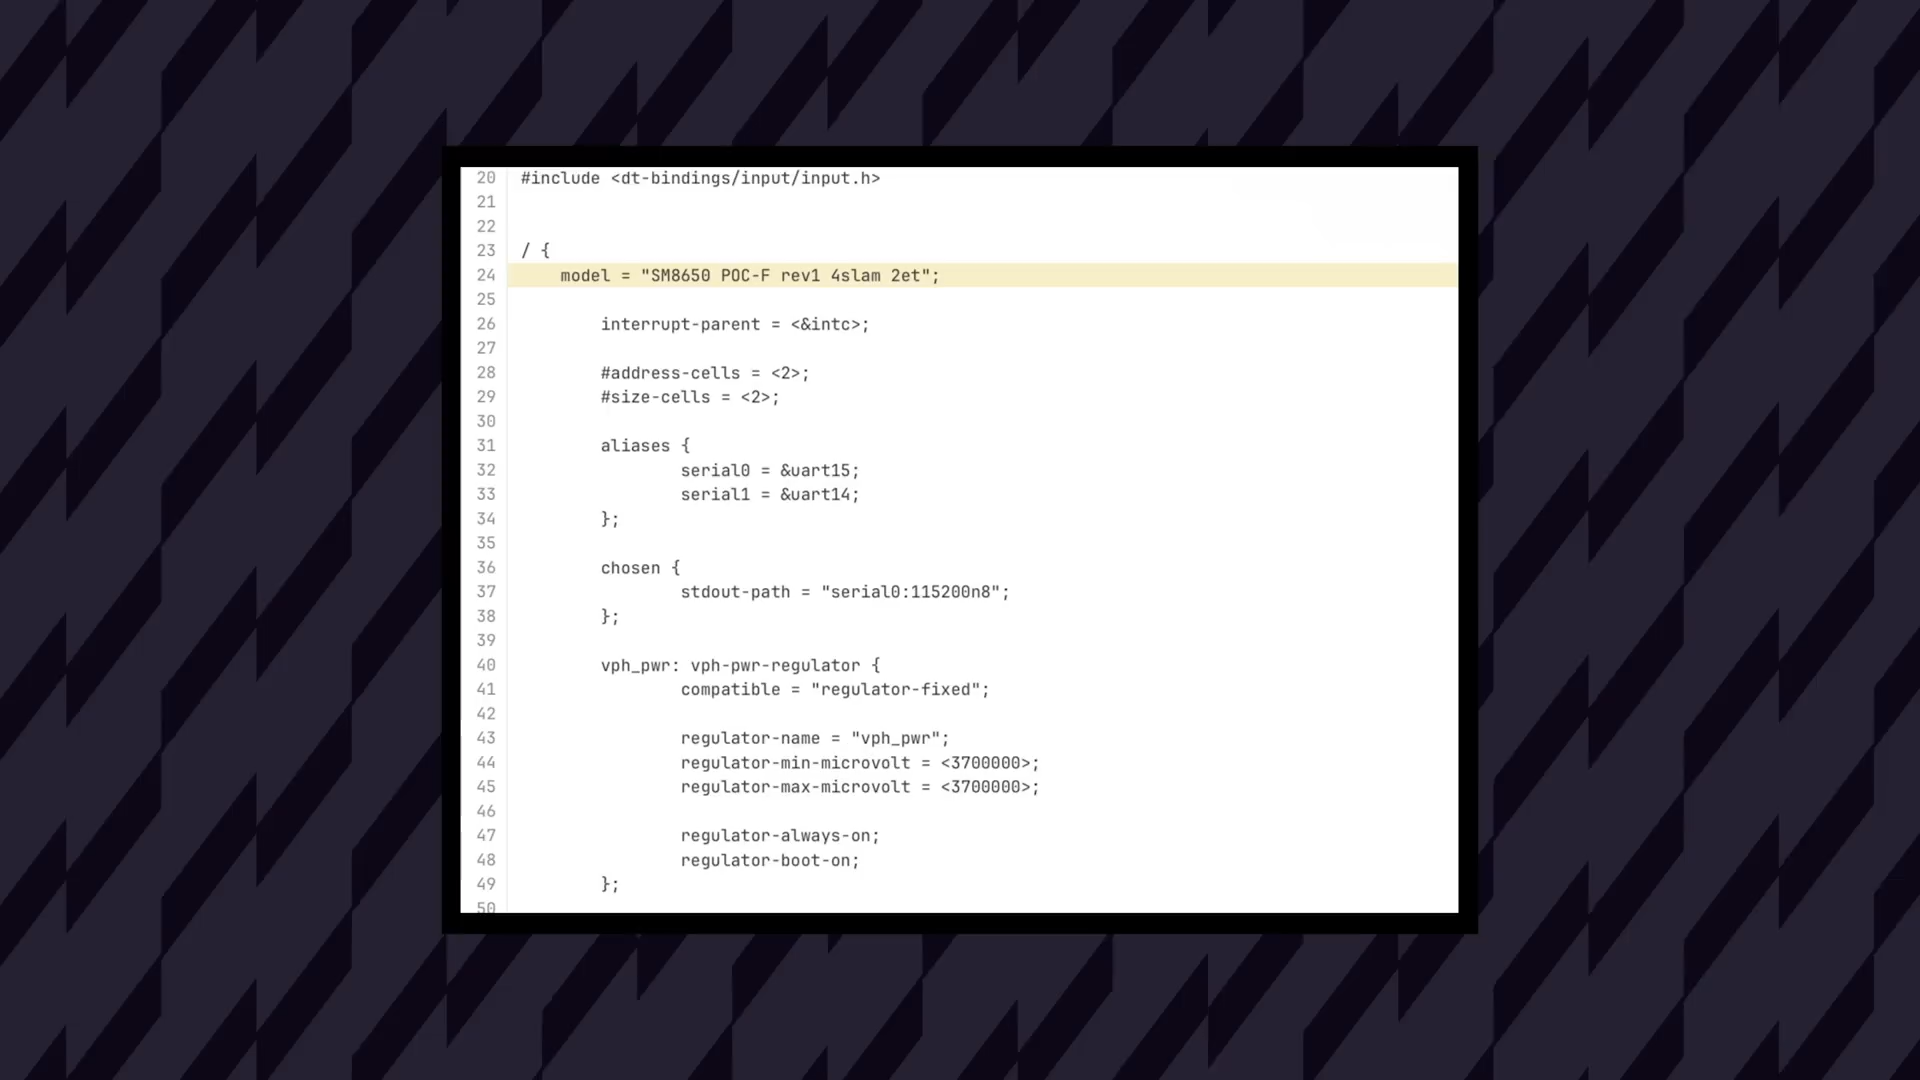 20 #include <dt-bindings/input/input.h>
21
22
23 / {
24 model = "SM8650 POC-F rev1 4slam 2et";
25
26 interrupt-parent = <&intc>;
27
28 #address-cells = <2>;
29 #size-cells = <2>;
30
31 aliases {
32 serial0 = &uart15;
33 serial1 = &uart14;
34 };
35
36 chosen {
37 stdout-path = "serial0:115200n8";
38 };
39
40 vph_pwr: vph-pwr-regulator {
41 compatible = "regulator-fixed";
42
43 regulator-name = "vph_pwr";
44 regulator-min-microvolt = <3700000>;
45 regulator-max-microvolt = <3700000>;
46
47 regulator-always-on;
48 regulator-boot-on;
49 };
50